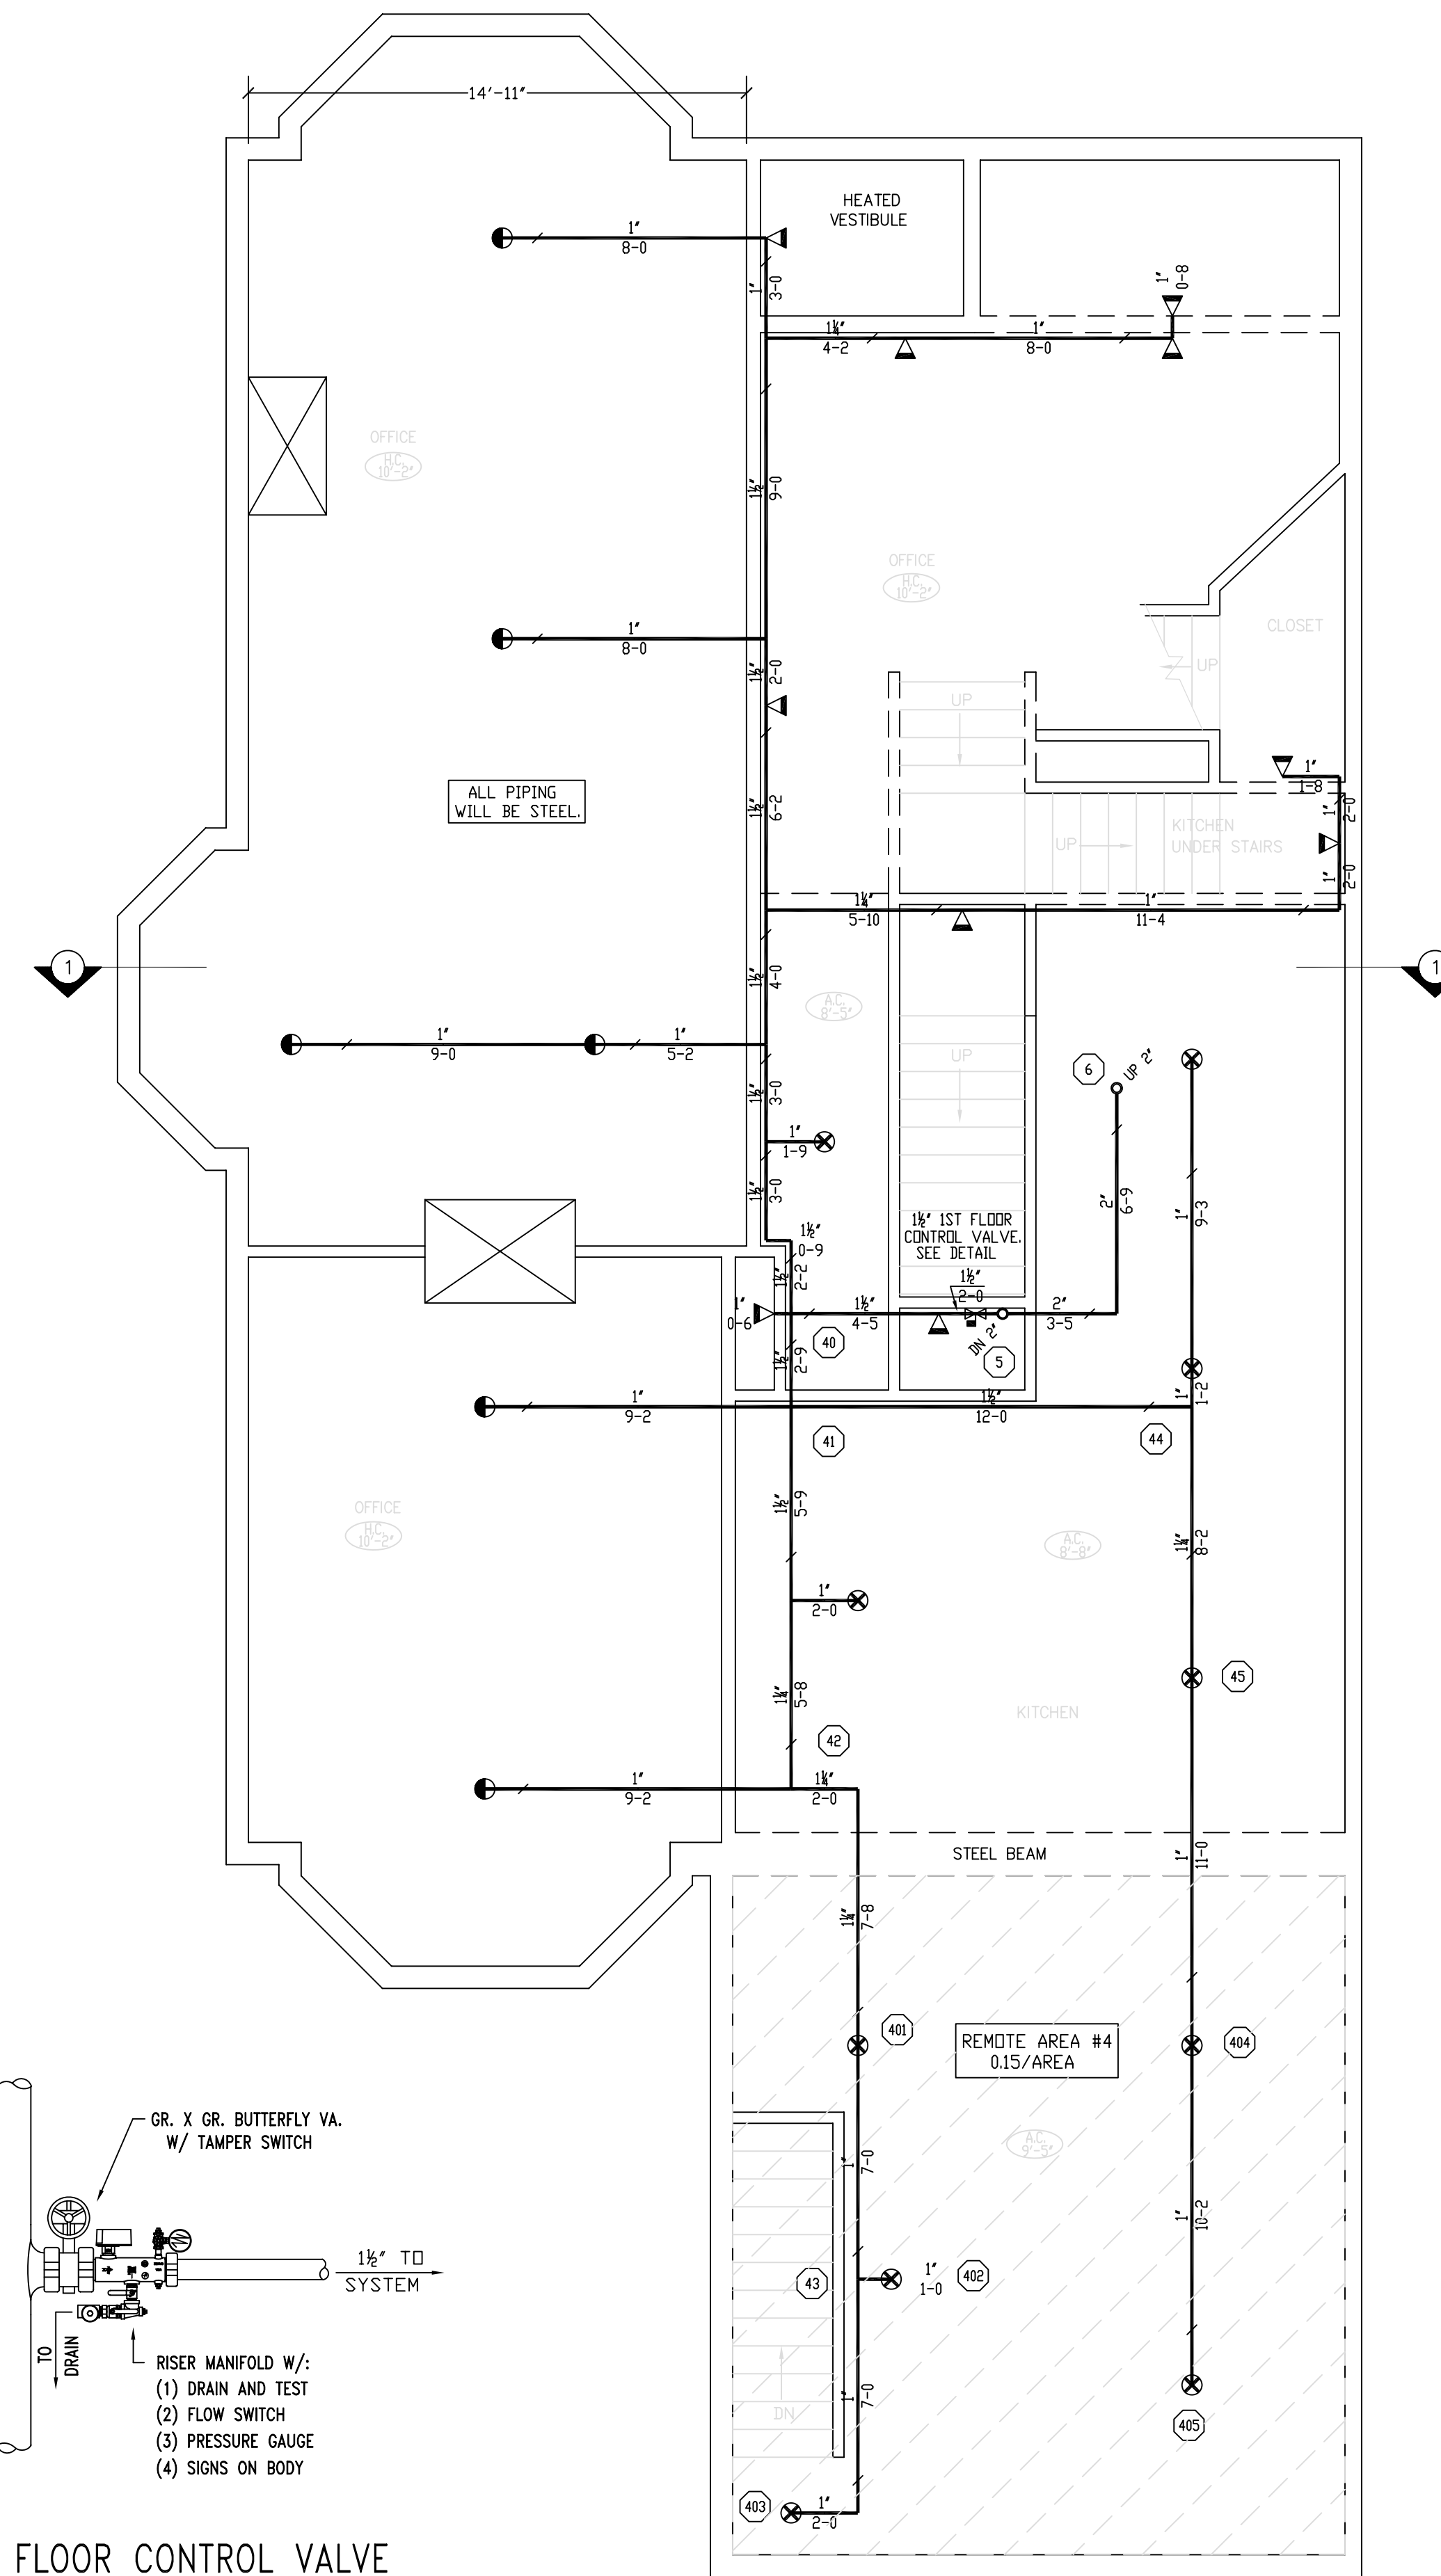 14'-11"
HEATED
VESTIBULE
1"
8-0
1"
3-0
1"
0-8
1¼"
4-2
1"
8-0
OFFICE
H.C.
10'-2"
1½"
9-0
OFFICE
H.C.
10'-2"
CLOSET
UP
1"
8-0
1½"
2-0
UP
ALL PIPING
WILL BE STEEL.
1½"
6-2
1"
1-8
1"
2-0
KITCHEN
UNDER STAIRS
UP
1"
2-0
1¼"
5-10
1"
11-4
1
1
1½"
4-0
A.C.
8'-5"
1"
9-0
1"
5-2
UP
6
UP 2"
1½"
3-0
1"
1-9
1½"
3-0
2"
6-9
1"
9-3
1½" 1ST FLOOR
CONTROL VALVE.
SEE DETAIL
1½"
0-9
1½"
2-2
1½"
2-0
1"
0-6
1½"
4-5
2"
3-5
DN 2"
40
5
1½"
2-9
1"
1-2
1"
9-2
1½"
12-0
41
44
OFFICE
H.C.
10'-2"
1½"
5-9
A.C.
8'-8"
1¼"
8-2
1"
2-0
45
1¼"
5-8
KITCHEN
42
1"
9-2
1¼"
2-0
STEEL BEAM
1"
11-0
1¼"
7-8
401
REMOTE AREA #4
0.15/AREA
404
A.C.
9'-5"
1"
7-0
1"
10-2
43
1"
1-0
402
1"
7-0
DN
405
403
1"
2-0
GR. X GR. BUTTERFLY VA.
W/ TAMPER SWITCH
1½" TO
SYSTEM
TO
DRAIN
RISER MANIFOLD W/:
(1) DRAIN AND TEST
(2) FLOW SWITCH
(3) PRESSURE GAUGE
(4) SIGNS ON BODY
FLOOR CONTROL VALVE